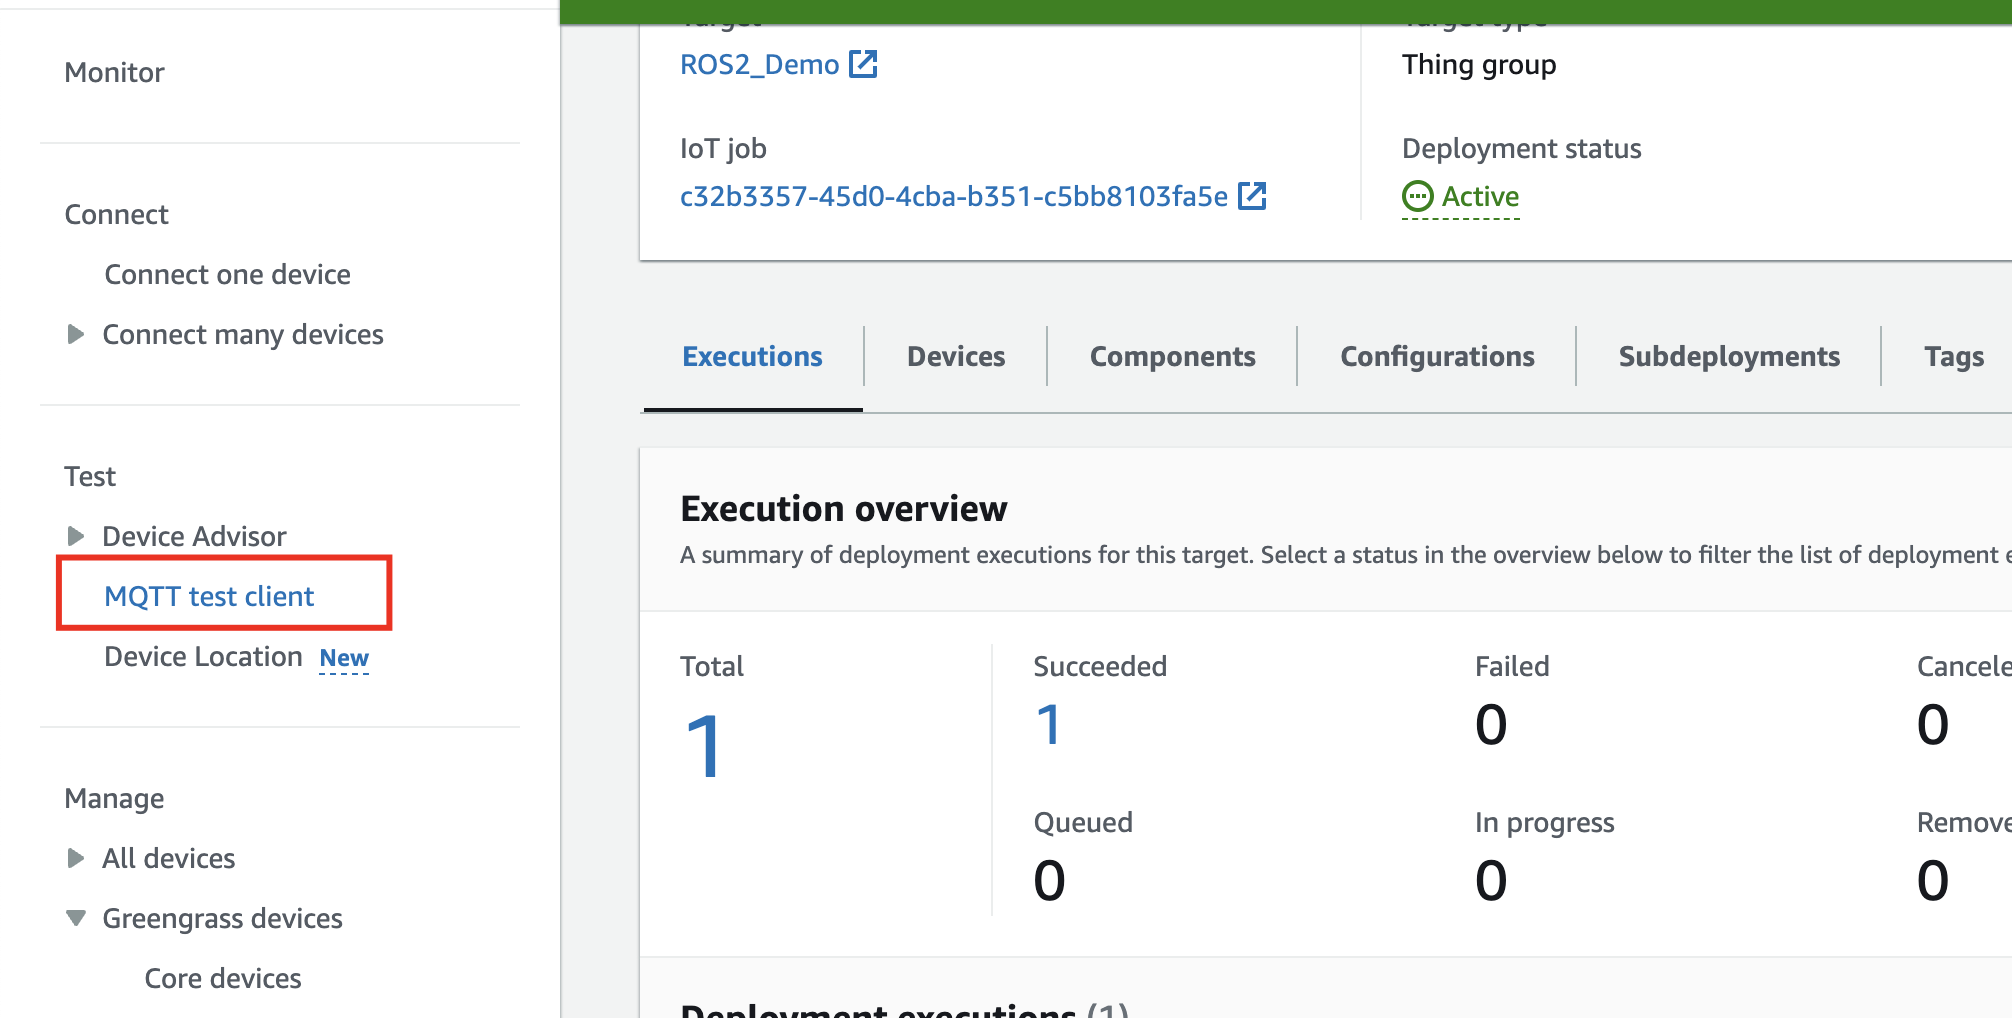 Monitor
Connect
Connect one device
Connect many devices
Test
Device Advisor
MQTT test client
Device Location New
Manage
All devices
Greengrass devices
Core devices
Target
Target type
ROS2_Demo
Thing group
IoT job
Deployment status
c32b3357-45d0-4cba-b351-c5bb8103fa5e
Active
Executions
Devices
Components
Configurations
Subdeployments
Tags
Execution overview
A summary of deployment executions for this target. Select a status in the overview below to filter the list of deployment e
Total
1
Succeeded
1
Failed
0
Cancele
0
Queued
0
In progress
0
Remove
0
Deployment executions (1)